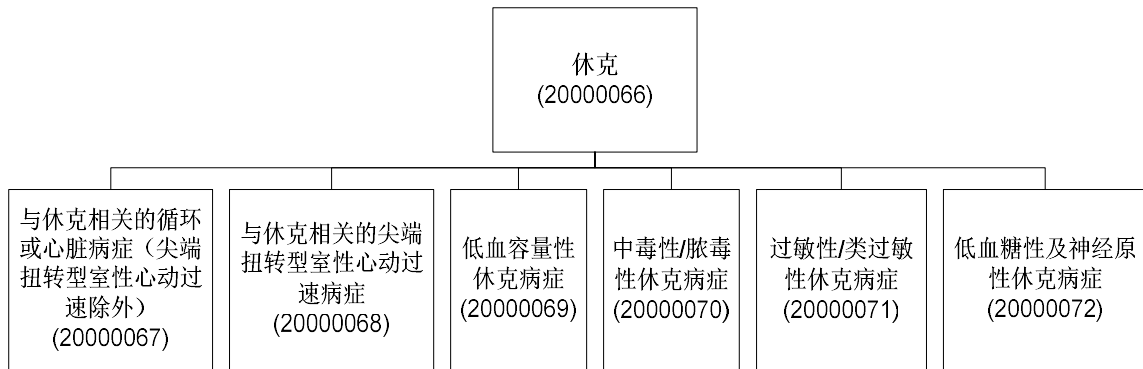 休克
(20000066)
与休克相关的循环
或心脏病症（尖端
扭转型室性心动过
速除外）
(20000067)
与休克相关的尖端
扭转型室性心动过
速病症
(20000068)
低血容量性
休克病症
(20000069)
中毒性/脓毒
性休克病症
(20000070)
过敏性/类过敏
性休克病症
(20000071)
低血糖性及神经原
性休克病症
(20000072)